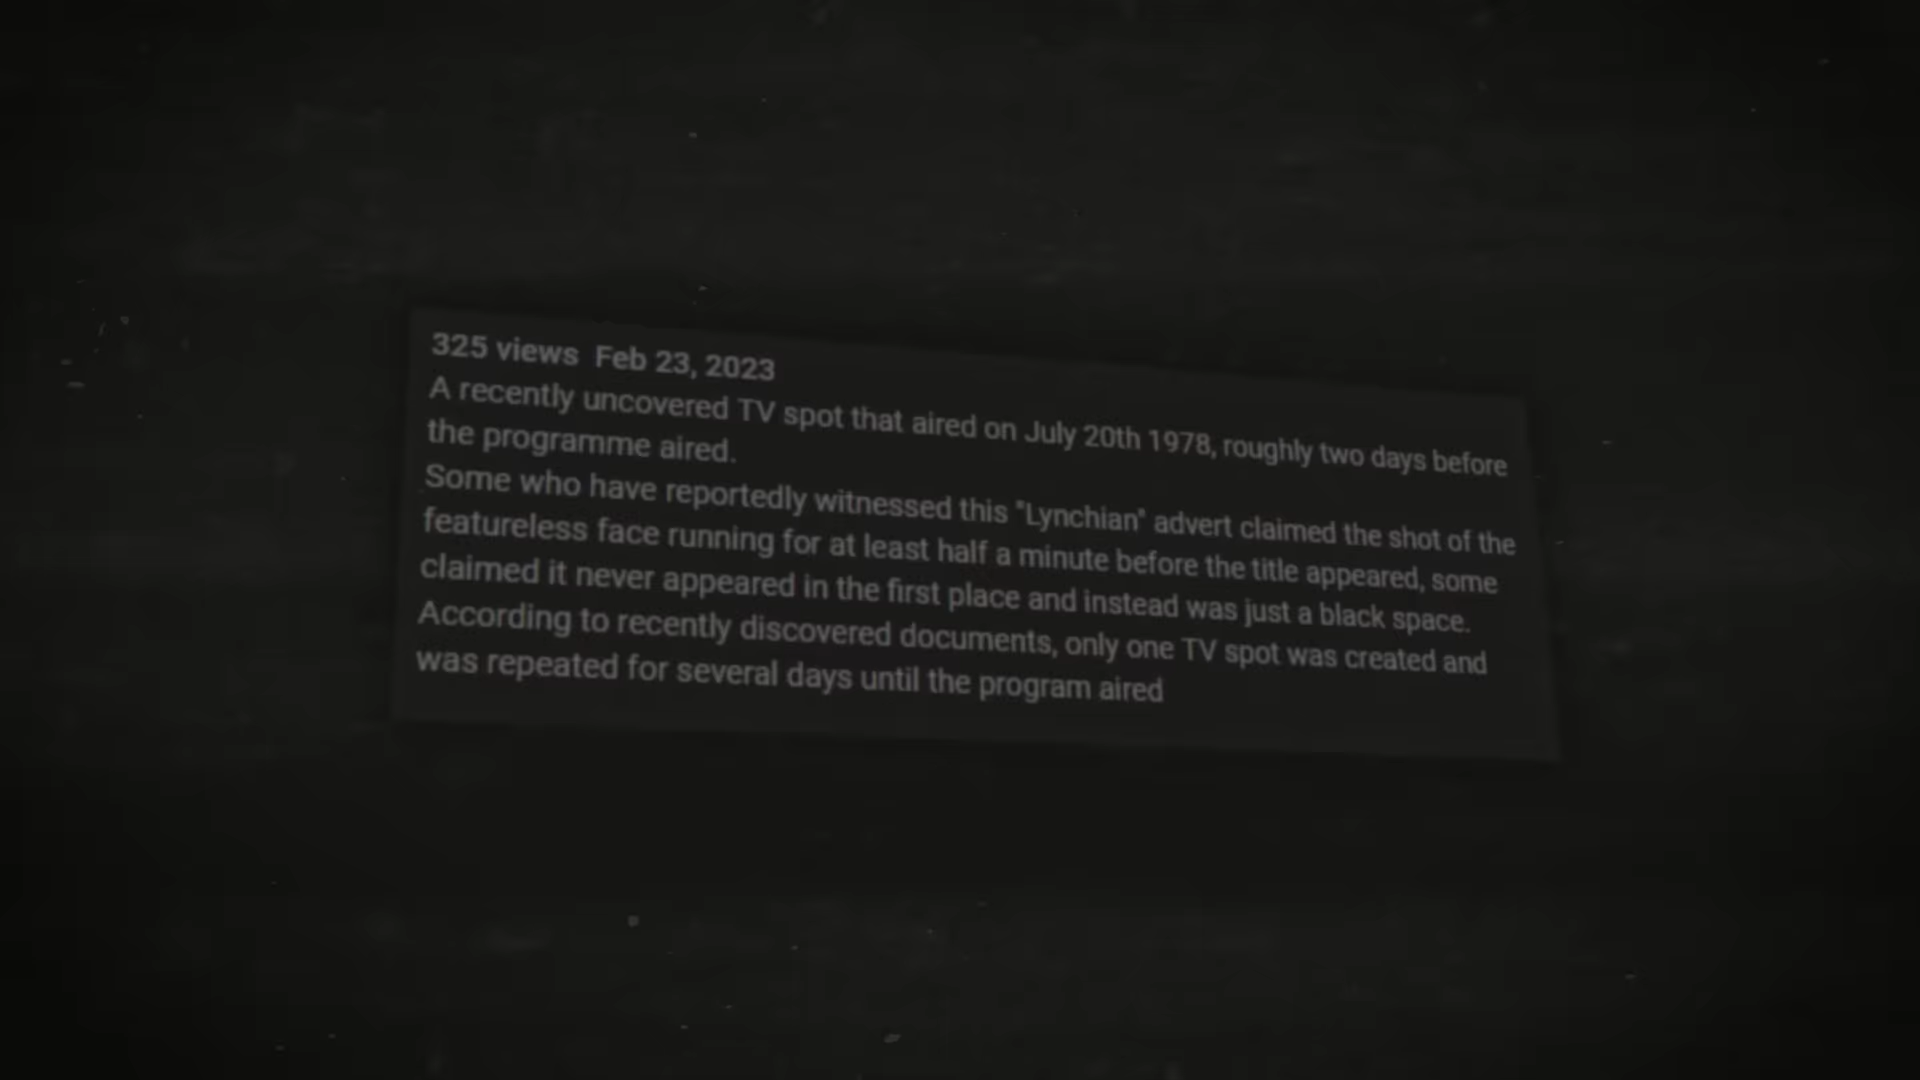 325 views  Feb 23, 2023
A recently uncovered TV spot that aired on July 20th 1978, roughly two days before
the programme aired.
Some who have reportedly witnessed this "Lynchian" advert claimed the shot of the
featureless face running for at least half a minute before the title appeared, some
claimed it never appeared in the first place and instead was just a black space.
According to recently discovered documents, only one TV spot was created and
was repeated for several days until the program aired